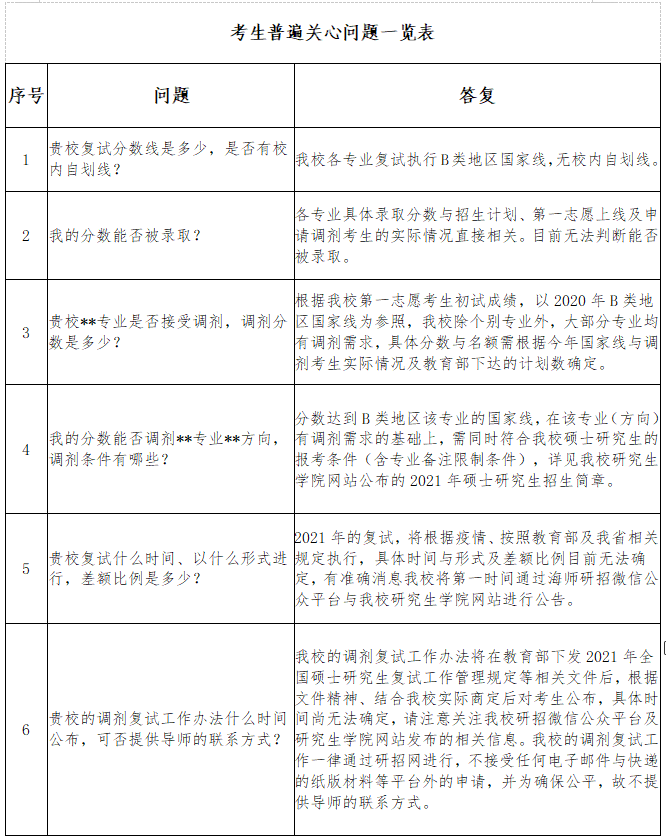 考生普遍关心问题一览表
序号
问题
答复
1
贵校复试分数线是多少，是否有校
内自划线？
我校各专业复试执行 B 类地区国家线，无校内自划线。
2
我的分数能否被录取？
各专业具体录取分数与招生计划、第一志愿上线及申
请调剂考生的实际情况直接相关。目前无法判断能否
被录取。
3
贵校**专业是否接受调剂，调剂分
数是多少？
根据我校第一志愿考生初试成绩，以 2020 年 B 类地
区国家线为参照，我校除个别专业外，大部分专业均
有调剂需求，具体分数与名额需根据今年国家线与调
剂考生实际情况及教育部下达的计划数确定。
4
我的分数能否调剂**专业**方向，
调剂条件有哪些？
分数达到 B 类地区该专业的国家线，在该专业（方向）
有调剂需求的基础上，需同时符合我校硕士研究生的
报考条件（含专业备注限制条件），详见我校研究生
学院网站公布的 2021 年硕士研究生招生简章。
5
贵校复试什么时间、以什么形式进
行，差额比例是多少？
2021 年的复试，将根据疫情、按照教育部及我省相关
规定执行，具体时间与形式及差额比例目前无法确
定，有准确消息我校将第一时间通过海师研招微信公
众平台与我校研究生学院网站进行公告。
6
贵校的调剂复试工作办法什么时间
公布，可否提供导师的联系方式？
我校的调剂复试工作办法将在教育部下发 2021 年全
国硕士研究生复试工作管理规定等相关文件后，根据
文件精神、结合我校实际商定后对考生公布，具体时
间尚无法确定，请注意关注我校研招微信公众平台及
研究生学院网站发布的相关信息。我校的调剂复试工
作一律通过研招网进行，不接受任何电子邮件与快递
的纸版材料等平台外的申请，并为确保公平，故不提
供导师的联系方式。